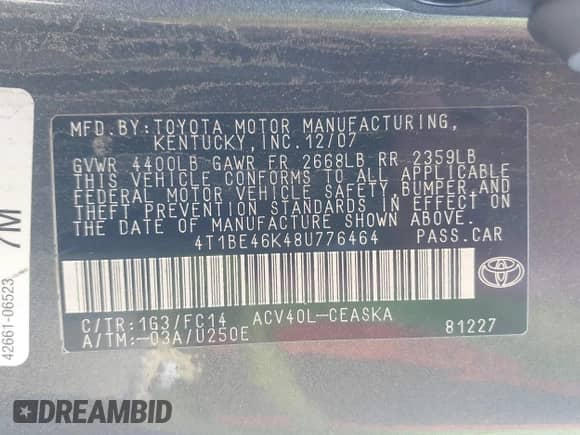 MFD.BY:TOYOTA MOTOR MANUFACTURING,
KENTUCKY, INC. 12/07
GVWR 4400LB GAWR FR 2668LB RR 2359LB
THIS VEHICLE CONFORMS TO ALL APPLICABLE
FEDERAL MOTOR VEHICLE SAFETY, BUMPER, AND
THEFT PREVENTION STANDARDS IN EFFECT ON
THE DATE OF MANUFACTURE SHOWN ABOVE.
4T1BE46K48U776464 PASS.CAR
C/TR:1G3/FC14 ACV40L-CEASKA
A/TM:-03A/U250E 81227
TOYOTA
7M
42661-06523
DREAMBID